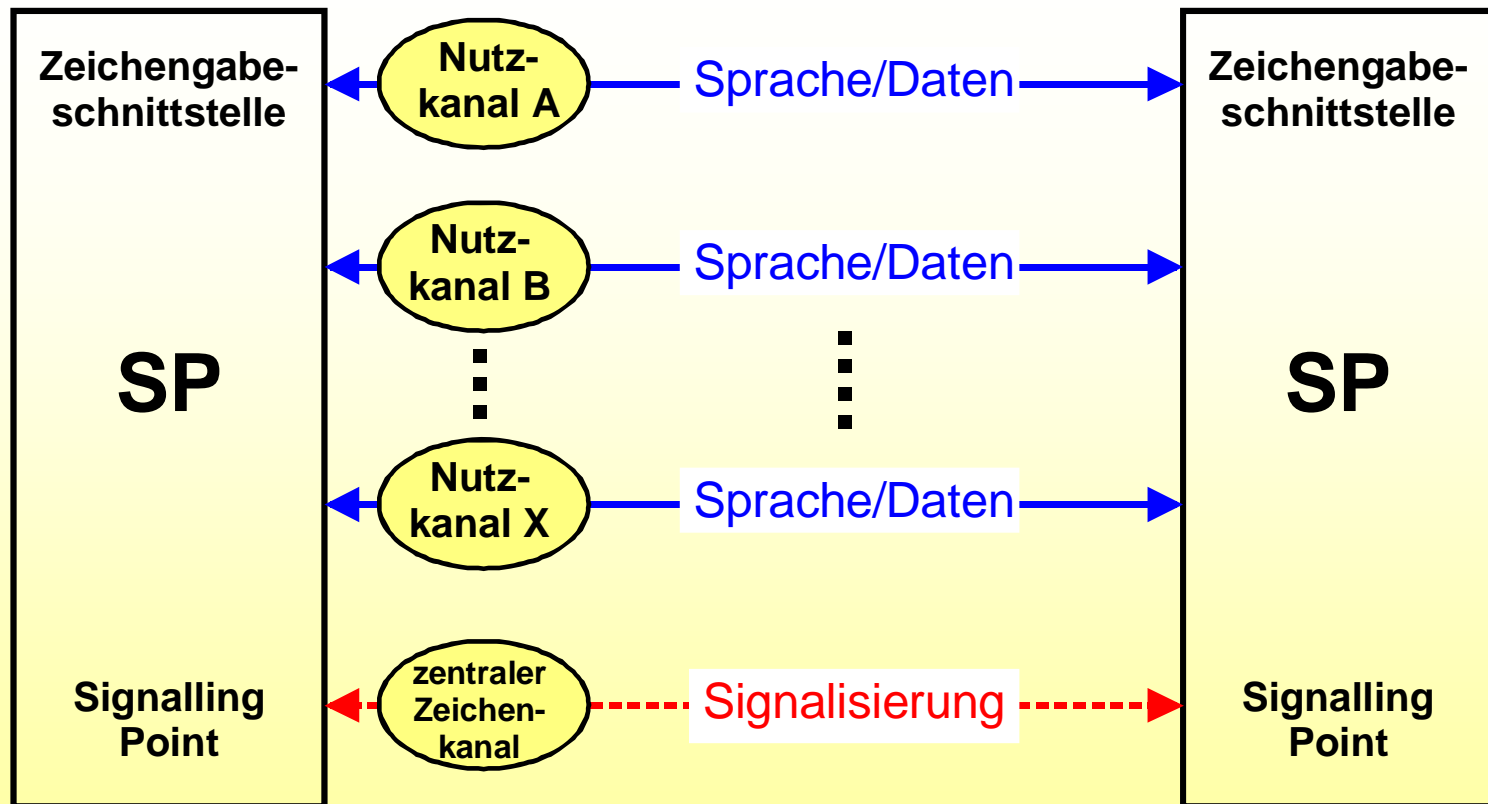 Zeichengabe-
schnittstelle
Nutz-
kanal A
Sprache/Daten
Zeichengabe-
schnittstelle
Nutz-
kanal B
Sprache/Daten
SP
SP
Nutz-
kanal X
Sprache/Daten
Signalling
Point
zentraler
Zeichen-
kanal
Signalisierung
Signalling
Point